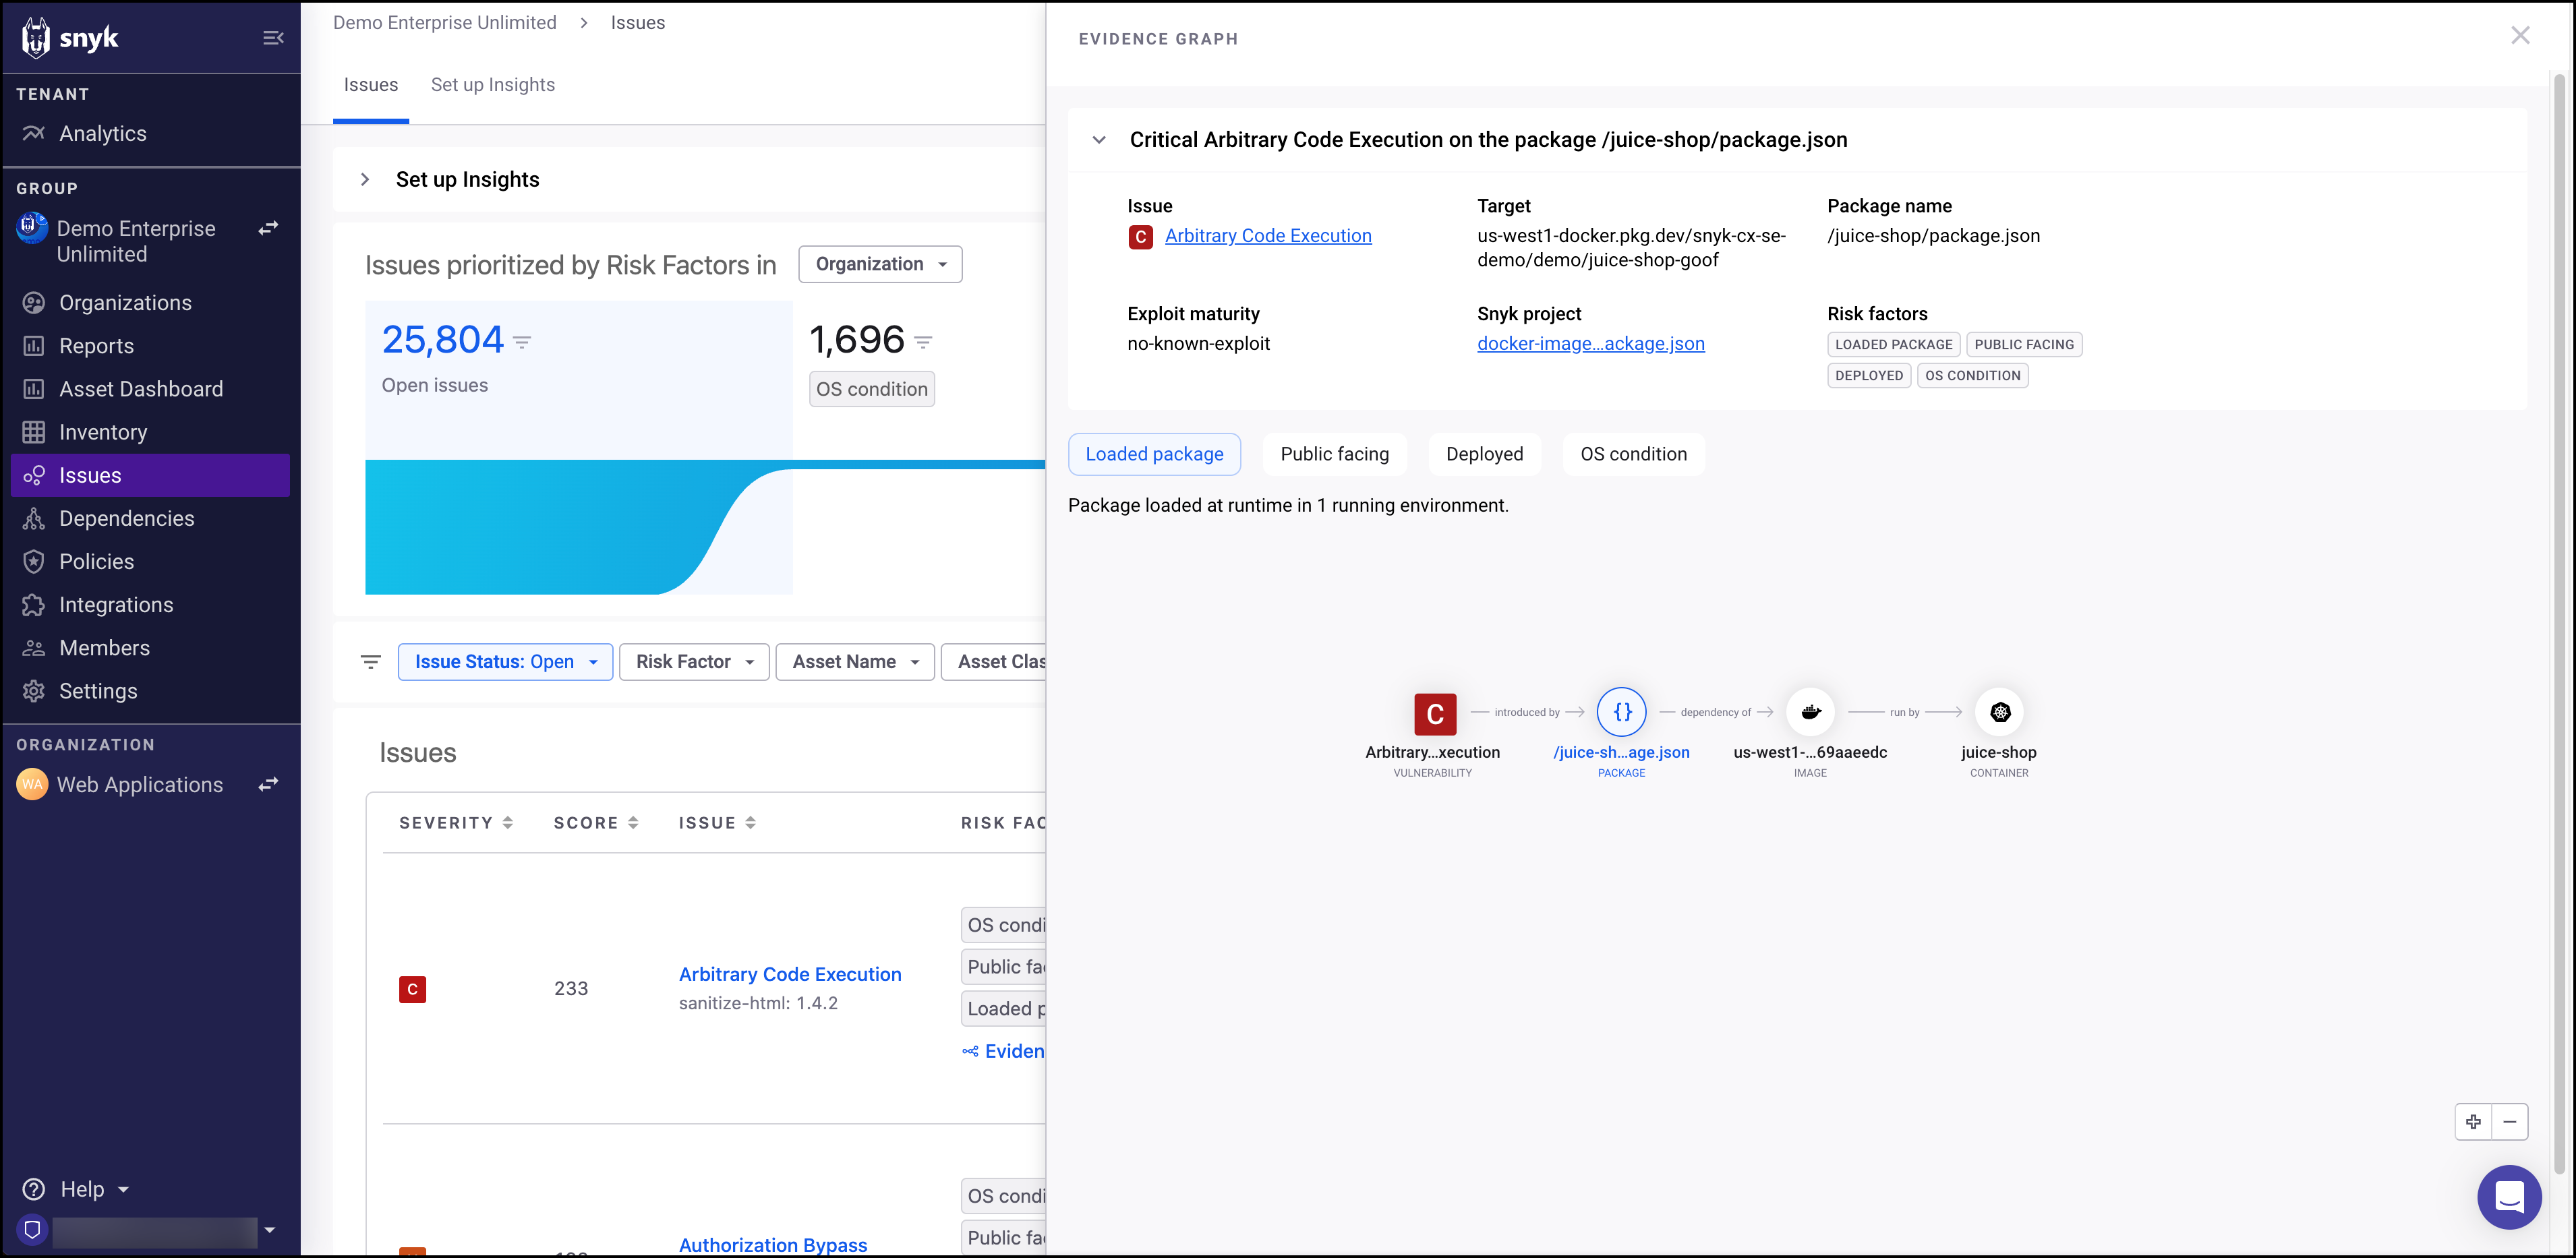 snyk
TENANT
Analytics
GROUP
Demo Enterprise
Unlimited
Organizations
Reports
Asset Dashboard
Inventory
Issues
Dependencies
Policies
Integrations
Members
Settings
ORGANIZATION
WA Web Applications
Help
Demo Enterprise Unlimited > Issues
Issues Set up Insights
Set up Insights
Issues prioritized by Risk Factors in Organization
25,804
Open issues
1,696
OS condition
Issue Status: Open Risk Factor Asset Name Asset Clas
Issues
SEVERITY SCORE ISSUE RISK FAC
C 233 Arbitrary Code Execution
sanitize-html: 1.4.2
OS condi
Public fa
Loaded p
Eviden
Authorization Bypass
OS condi
Public fa
EVIDENCE GRAPH
Critical Arbitrary Code Execution on the package /juice-shop/package.json
Issue
C Arbitrary Code Execution
Target
us-west1-docker.pkg.dev/snyk-cx-se-
demo/demo/juice-shop-goof
Package name
/juice-shop/package.json
Exploit maturity
no-known-exploit
Snyk project
docker-image...ackage.json
Risk factors
LOADED PACKAGE PUBLIC FACING
DEPLOYED OS CONDITION
Loaded package Public facing Deployed OS condition
Package loaded at runtime in 1 running environment.
C introduced by {} dependency of run by
Arbitrary...xecution /juice-sh...age.json us-west1-...69aaeedc juice-shop
VULNERABILITY PACKAGE IMAGE CONTAINER